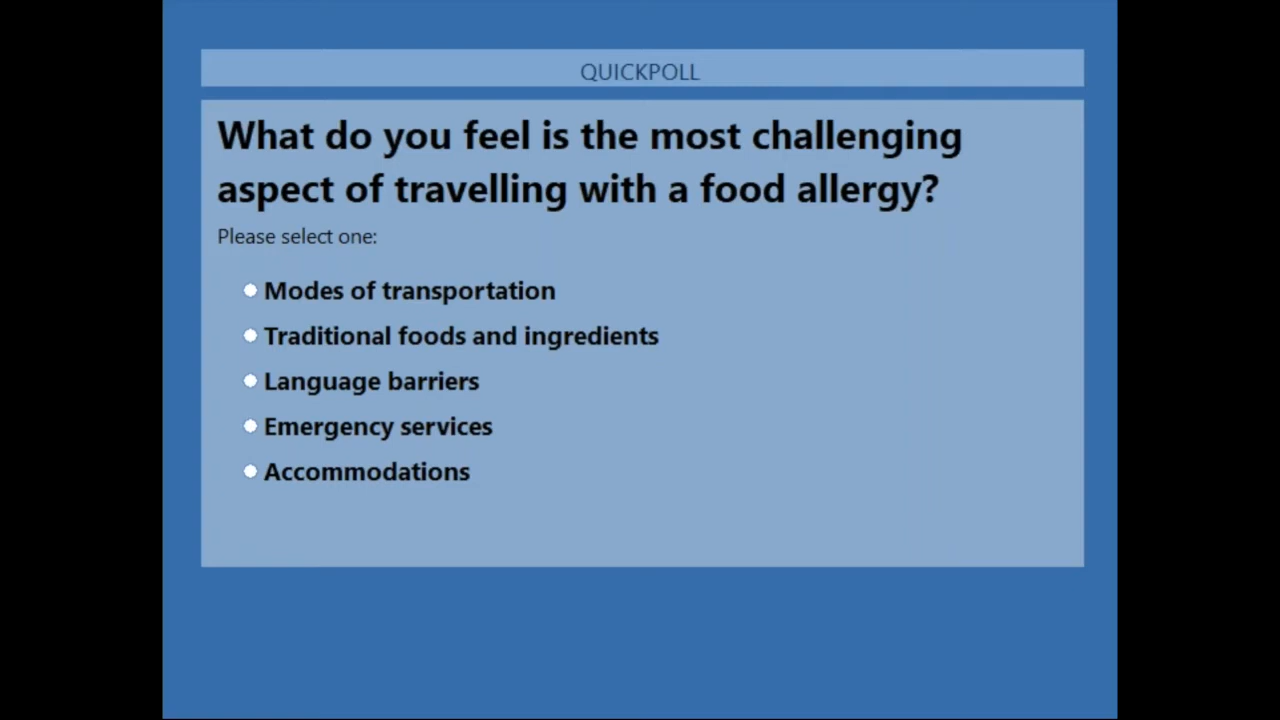 QUICKPOLL
What do you feel is the most challenging
aspect of travelling with a food allergy?
Please select one:
Modes of transportation
Traditional foods and ingredients
Language barriers
Emergency services
Accommodations